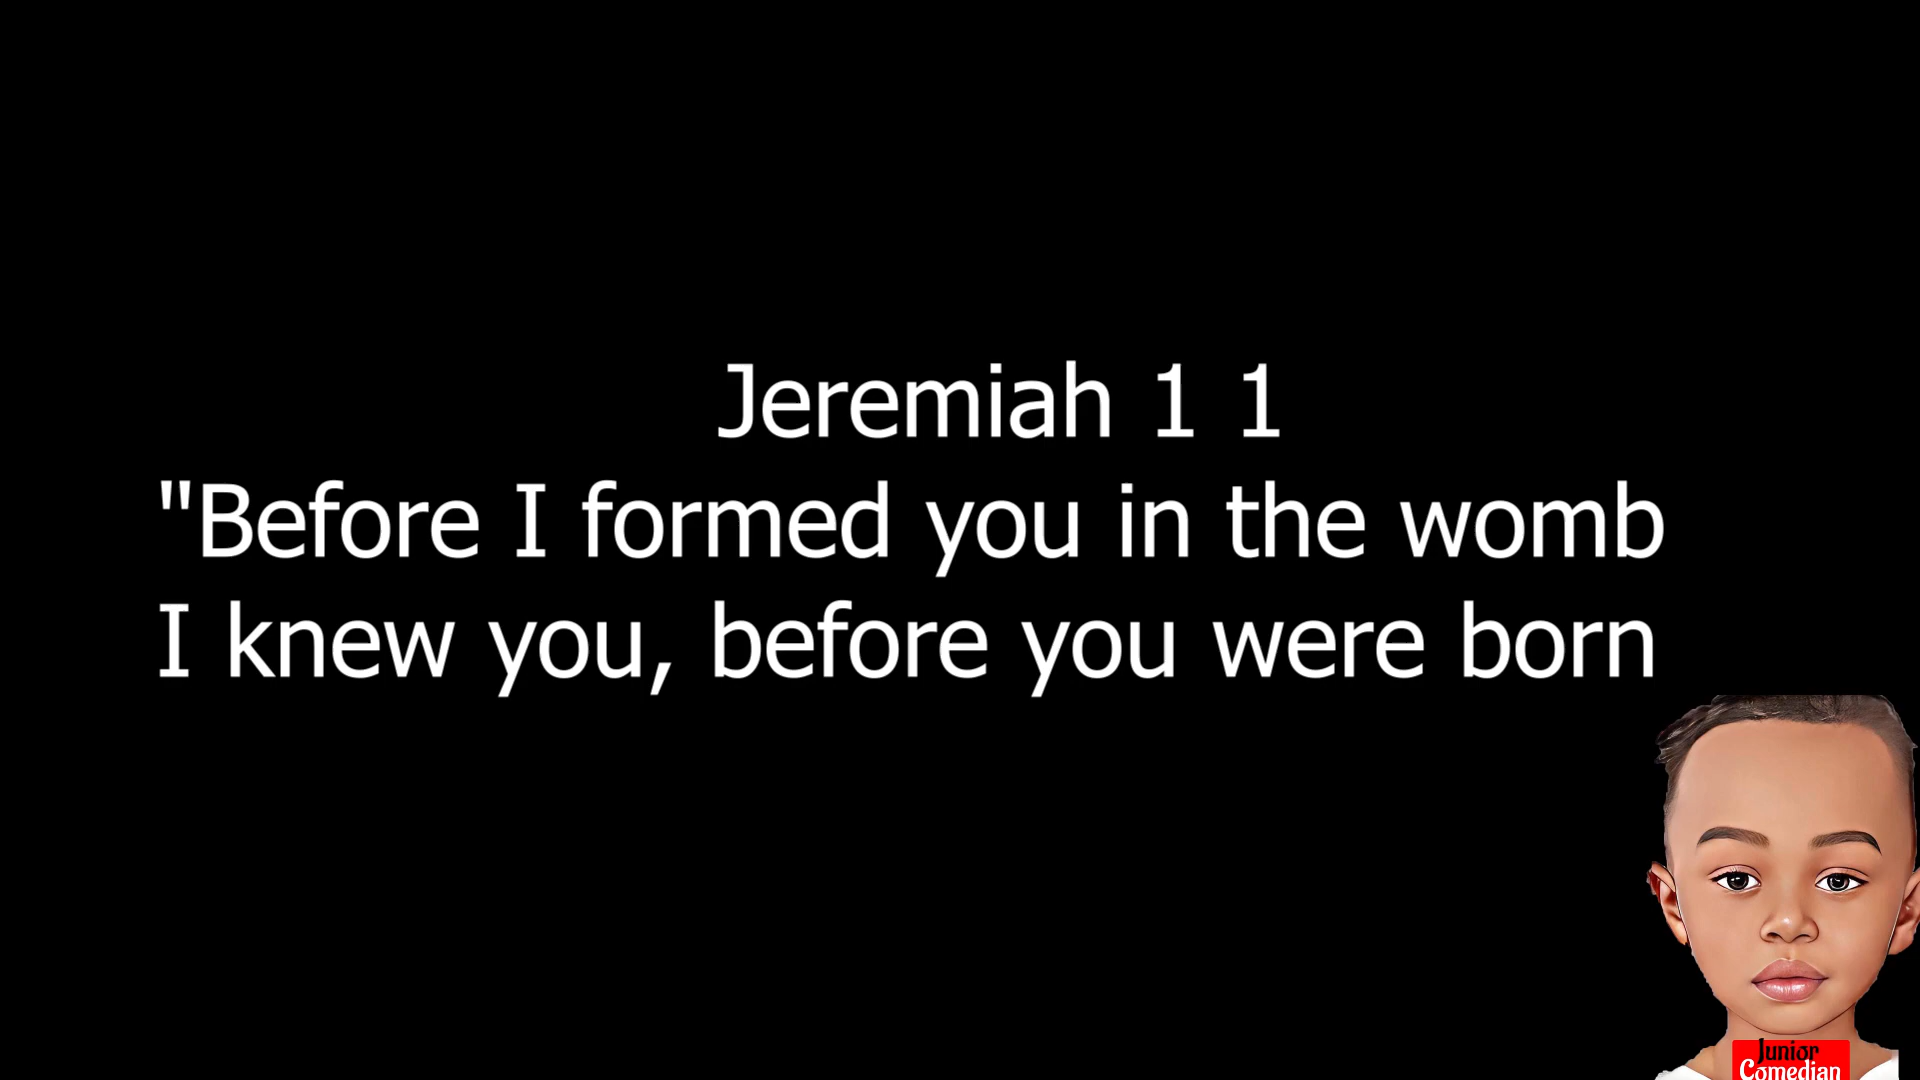 Jeremiah 1 1
"Before I formed you in the womb
I knew you, before you were born
Junior
Comedian